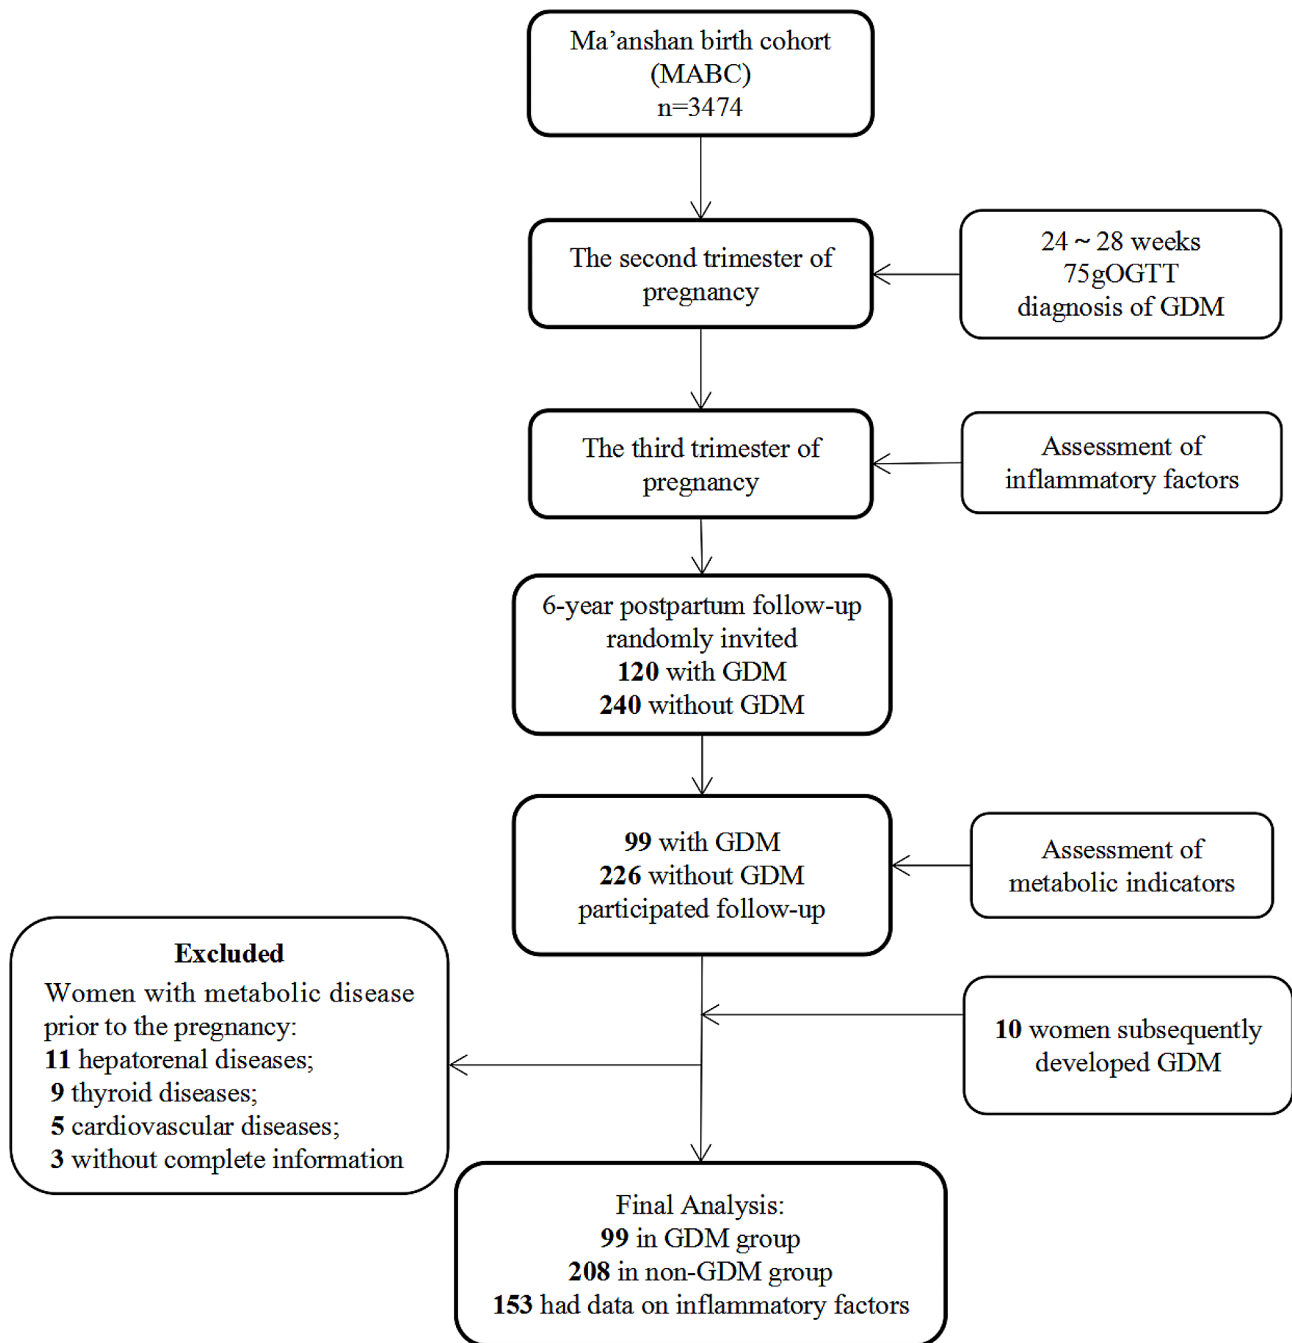 Ma’anshan birth cohort
(MABC)
n=3474
The second trimester of
pregnancy
24 ~ 28 weeks
75gOGTT
diagnosis of GDM
The third trimester of
pregnancy
Assessment of
inflammatory factors
6-year postpartum follow-up
randomly invited
120 with GDM
240 without GDM
99 with GDM
226 without GDM
participated follow-up
Assessment of
metabolic indicators
Excluded
Women with metabolic disease
prior to the pregnancy:
11 hepatorenal diseases;
9 thyroid diseases;
5 cardiovascular diseases;
3 without complete information
10 women subsequently
developed GDM
Final Analysis:
99 in GDM group
208 in non-GDM group
153 had data on inflammatory factors